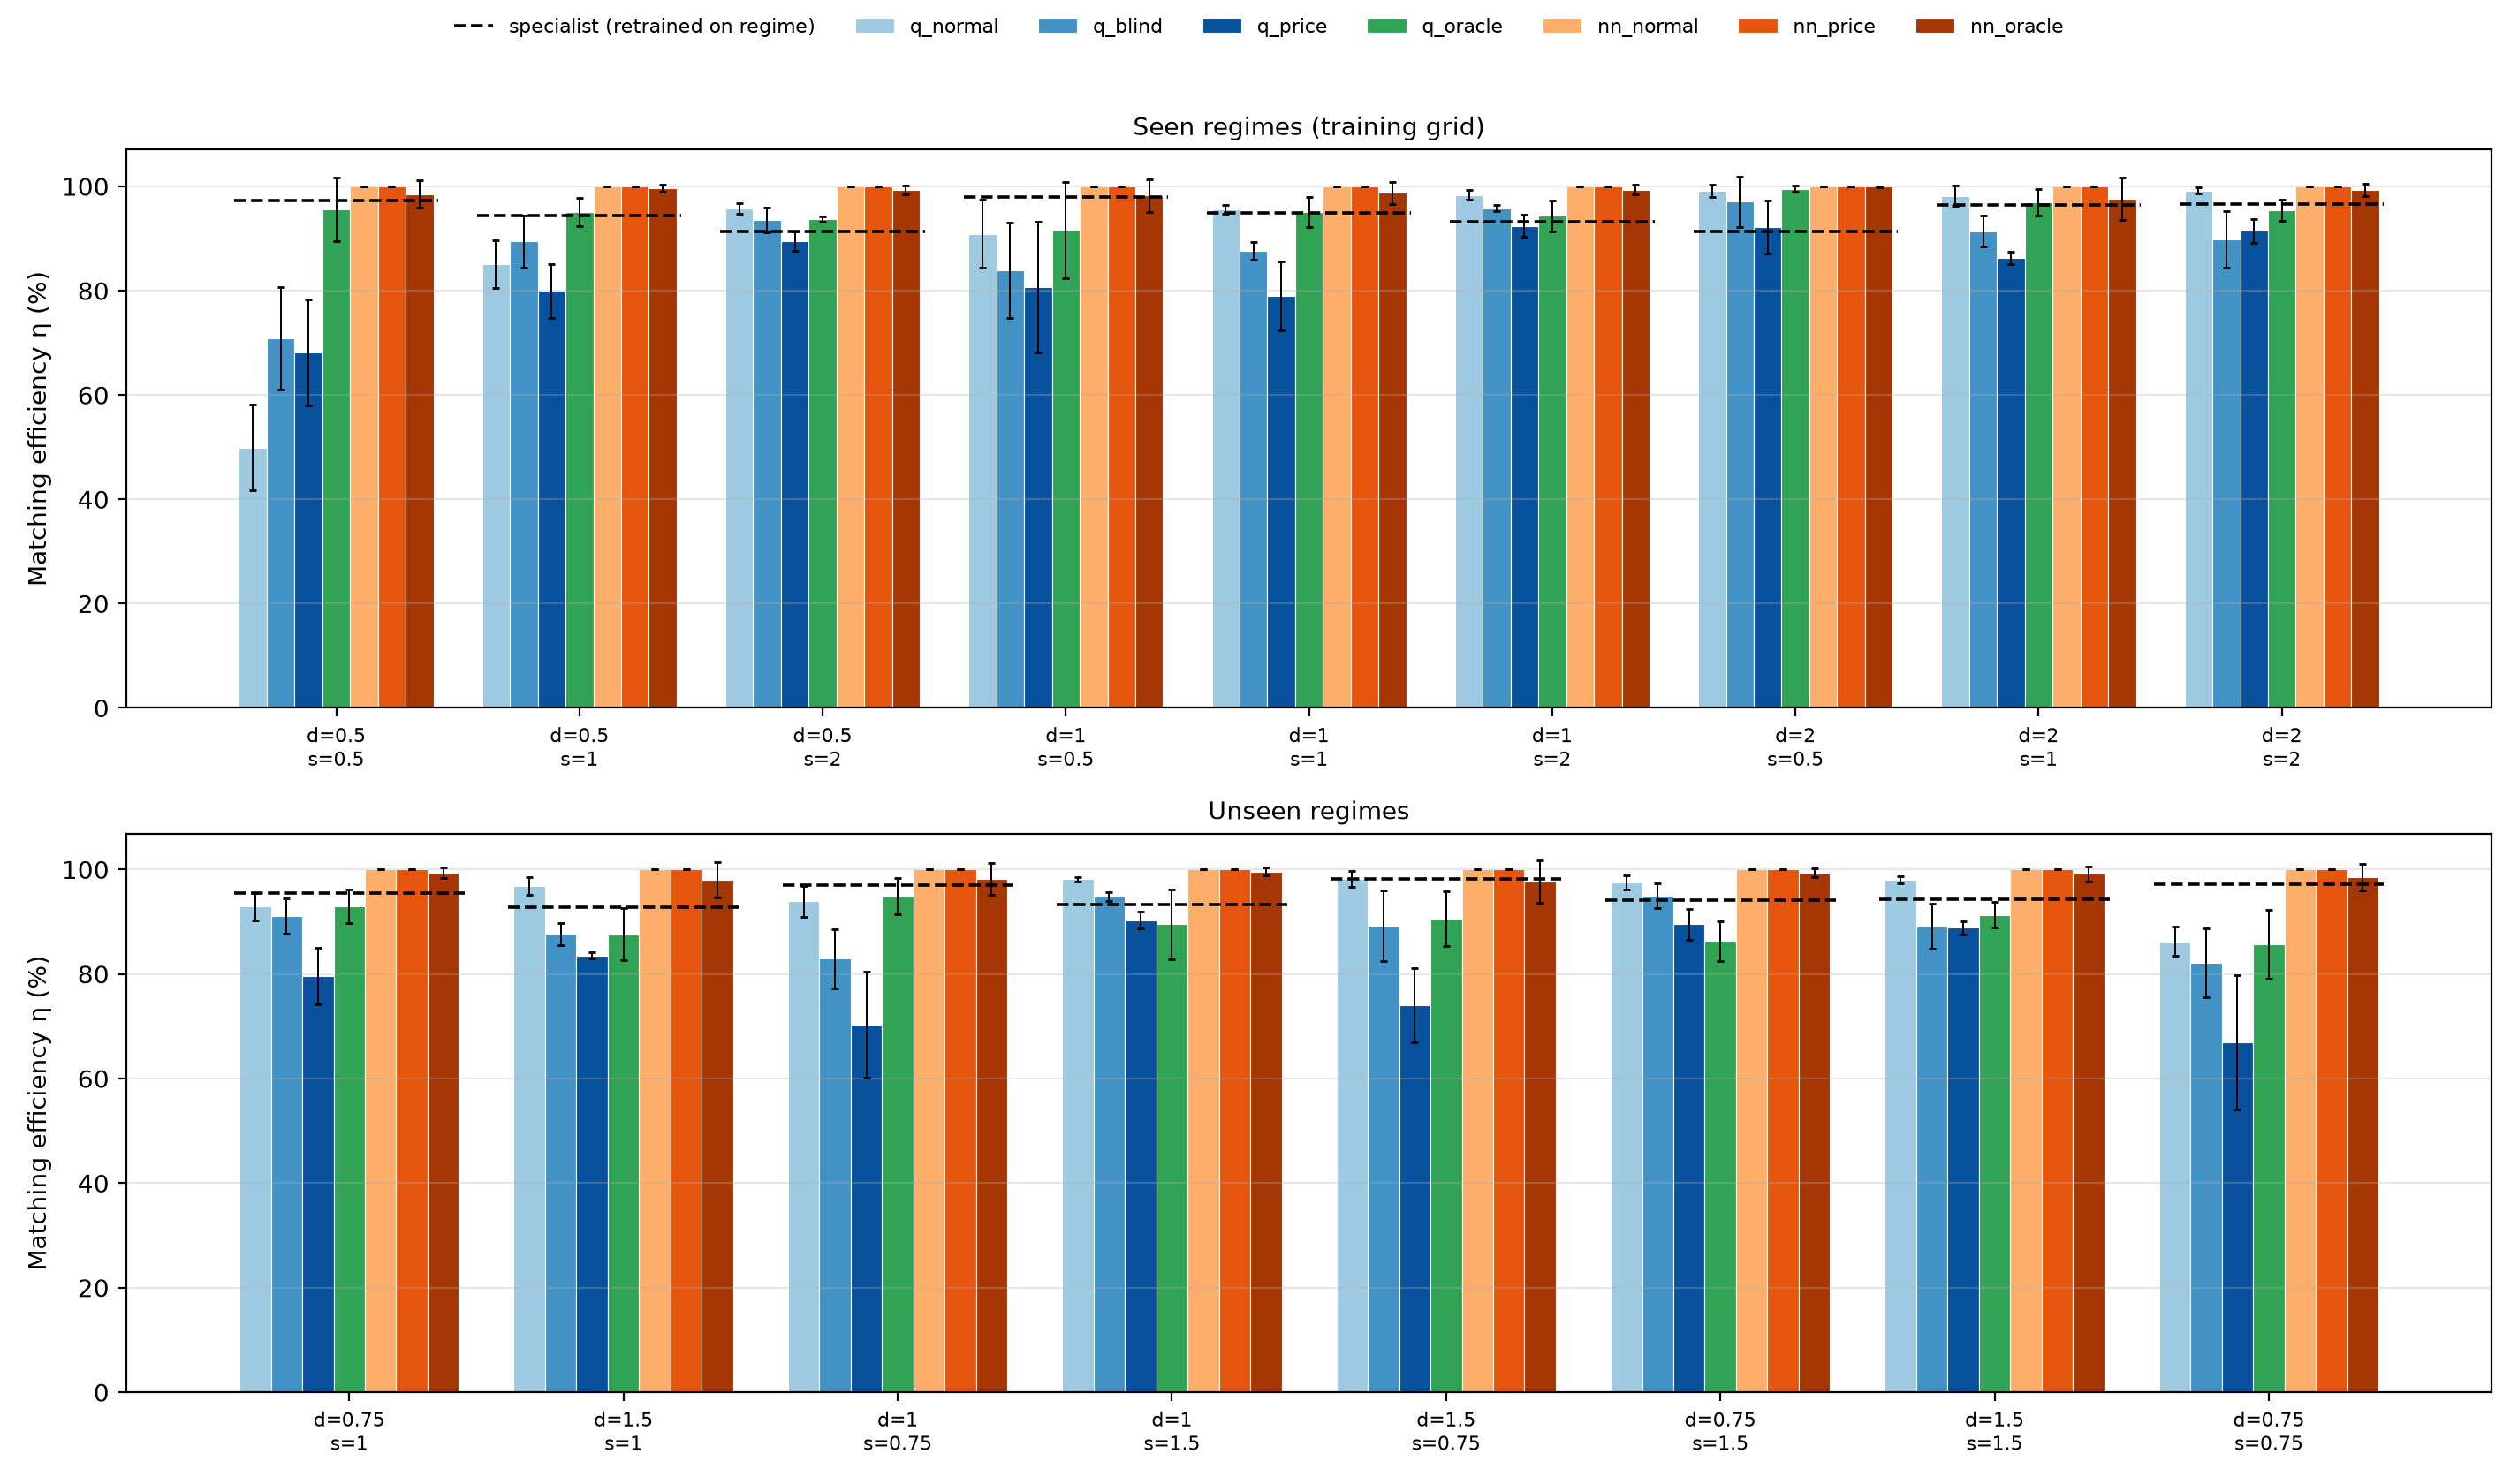 specialist (retrained on regime) q_normal q_blind q_price q_oracle nn_normal nn_price nn_oracle
Seen regimes (training grid)
Matching efficiency η (%)
100
80
60
40
20
0
d=0.5 d=0.5 d=0.5 d=1 d=1 d=1 d=2 d=2 d=2
s=0.5 s=1 s=2 s=0.5 s=1 s=2 s=0.5 s=1 s=2
Unseen regimes
Matching efficiency η (%)
100
80
60
40
20
0
d=0.75 d=1.5 d=1 d=1 d=1.5 d=0.75 d=1.5 d=0.75
s=1 s=1 s=0.75 s=1.5 s=0.75 s=1.5 s=1.5 s=0.75